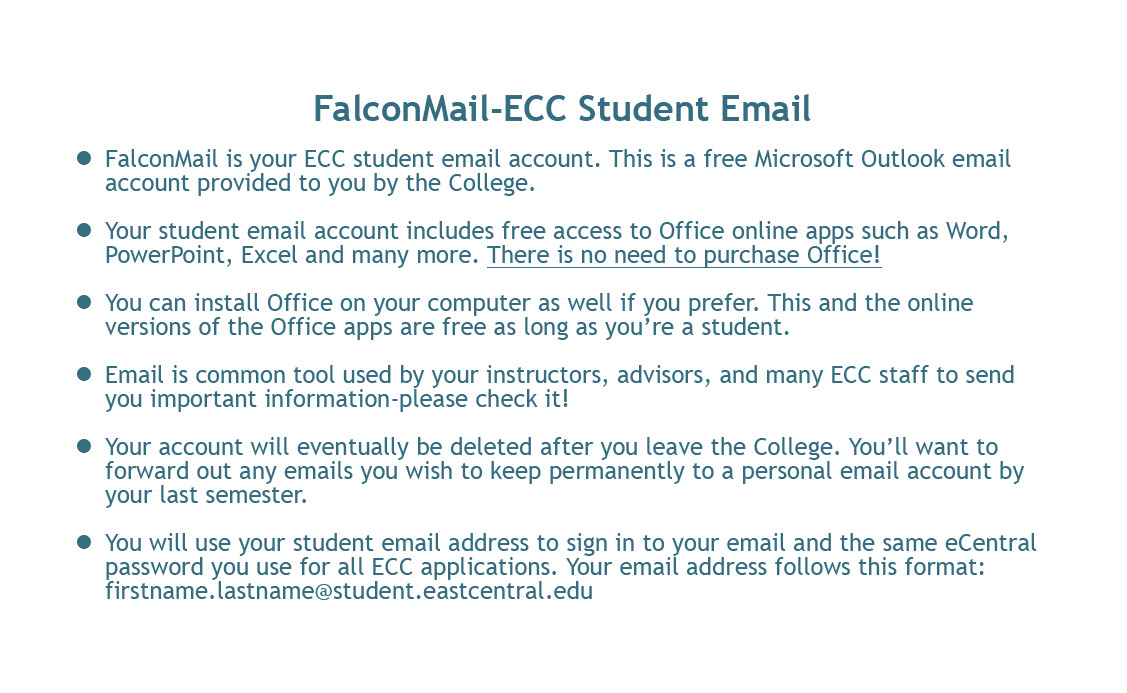 FalconMail-ECC Student Email
● FalconMail is your ECC student email account. This is a free Microsoft Outlook email
account provided to you by the College.
● Your student email account includes free access to Office online apps such as Word,
PowerPoint, Excel and many more. There is no need to purchase Office!
● You can install Office on your computer as well if you prefer. This and the online
versions of the Office apps are free as long as you’re a student.
● Email is common tool used by your instructors, advisors, and many ECC staff to send
you important information-please check it!
● Your account will eventually be deleted after you leave the College. You’ll want to
forward out any emails you wish to keep permanently to a personal email account by
your last semester.
● You will use your student email address to sign in to your email and the same eCentral
password you use for all ECC applications. Your email address follows this format:
firstname.lastname@student.eastcentral.edu